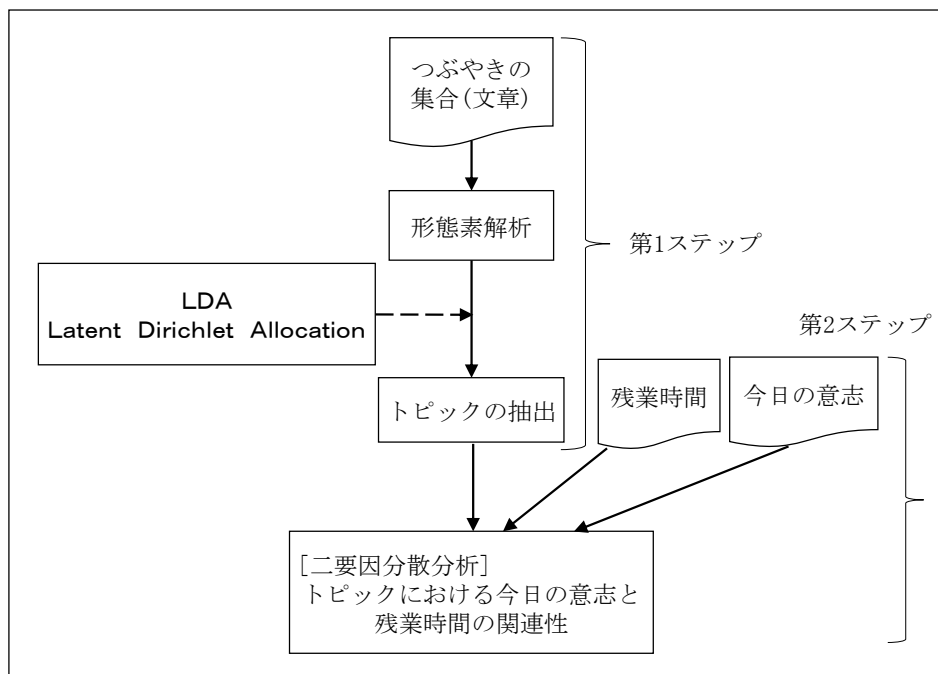 つぶやきの
集合(文章)
形態素解析
第1ステップ
LDA
Latent Dirichlet Allocation
第2ステップ
トピックの抽出
残業時間
今日の意志
[二要因分散分析]
トピックにおける今日の意志と
残業時間の関連性